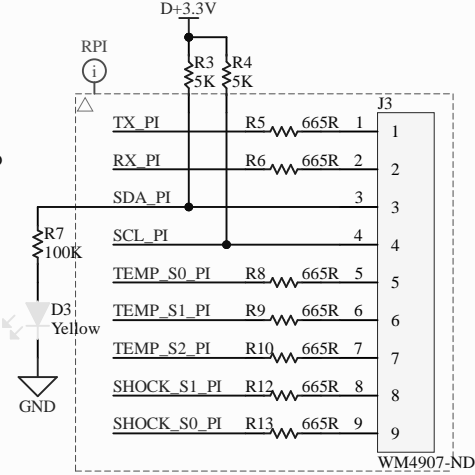 D+3.3V
RPI
i
R3
5K
R4
5K
J3
TX_PI R5 665R 1 1
RX_PI R6 665R 2 2
SDA_PI 3 3
SCL_PI 4 4
R7
100K
TEMP_S0_PI R8 665R 5 5
D3
Yellow
TEMP_S1_PI R9 665R 6 6
TEMP_S2_PI R10 665R 7 7
GND
SHOCK_S1_PI R12 665R 8 8
SHOCK_S0_PI R13 665R 9 9
WM4907-ND